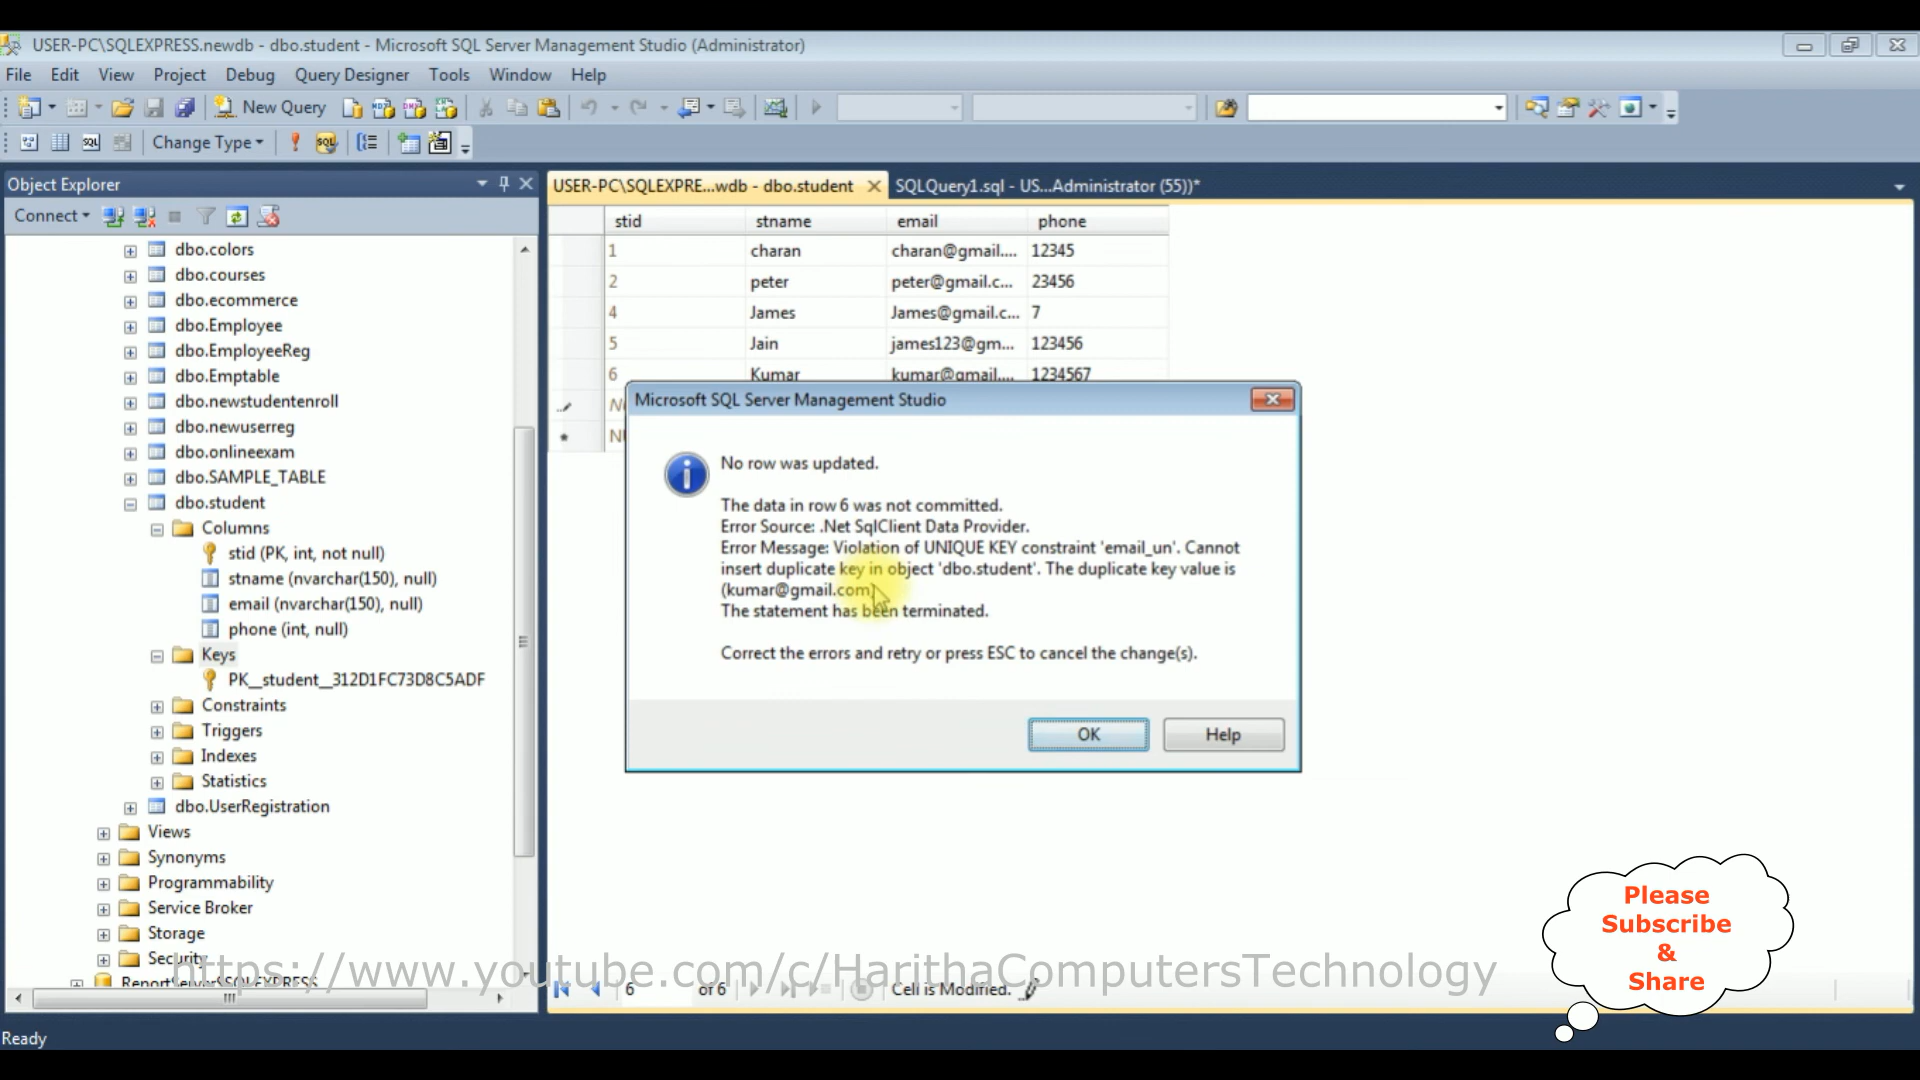 USER-PC\SQLEXPRESS.newdb - dbo.student - Microsoft SQL Server Management Studio (Administrator)
File Edit View Project Debug Query Designer Tools Window Help
New Query
Change Type
Object Explorer
Connect
dbo.colors
dbo.courses
dbo.ecommerce
dbo.Employee
dbo.EmployeeReg
dbo.Emptable
dbo.newstudentenroll
dbo.newuserreg
dbo.onlineexam
dbo.SAMPLE_TABLE
dbo.student
Columns
stid (PK, int, not null)
stname (nvarchar(150), null)
email (nvarchar(150), null)
phone (int, null)
Keys
PK__student__312D1FC73D8C5ADF
Constraints
Triggers
Indexes
Statistics
dbo.UserRegistration
Views
Synonyms
Programmability
Service Broker
Storage
Security
ReportServer$SQLEXPRESS
USER-PC\SQLEXPRE...wdb - dbo.student
SQLQuery1.sql - US...Administrator (55))*
stid stname email phone
1 charan charan@gmail.... 12345
2 peter peter@gmail.c... 23456
4 James James@gmail.c... 7
5 Jain james123@gm... 123456
6 Kumar kumar@gmail.... 1234567
Microsoft SQL Server Management Studio
No row was updated.
The data in row 6 was not committed.
Error Source: .Net SqlClient Data Provider.
Error Message: Violation of UNIQUE KEY constraint 'email_un'. Cannot
insert duplicate key in object 'dbo.student'. The duplicate key value is
(kumar@gmail.com)
The statement has been terminated.
Correct the errors and retry or press ESC to cancel the change(s).
OK Help
Please
Subscribe
&
Share
https://www.youtube.com/c/HarithaComputersTechnology
6 of 6 Cell is Modified.
Ready